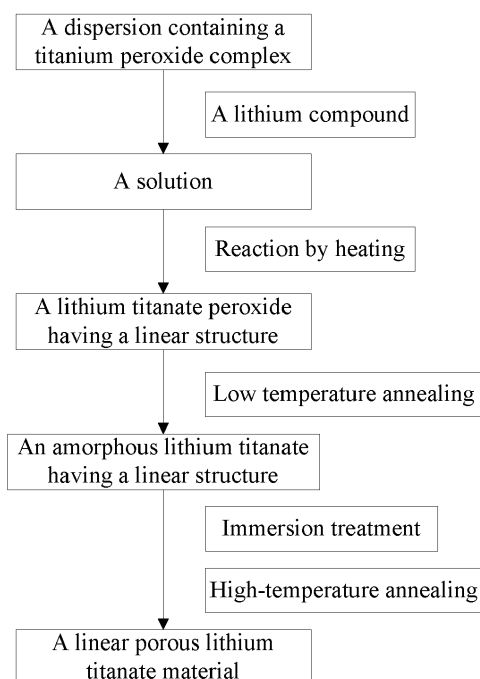 A dispersion containing a
titanium peroxide complex
A lithium compound
A solution
Reaction by heating
A lithium titanate peroxide
having a linear structure
Low temperature annealing
An amorphous lithium titanate
having a linear structure
Immersion treatment
High-temperature annealing
A linear porous lithium
titanate material